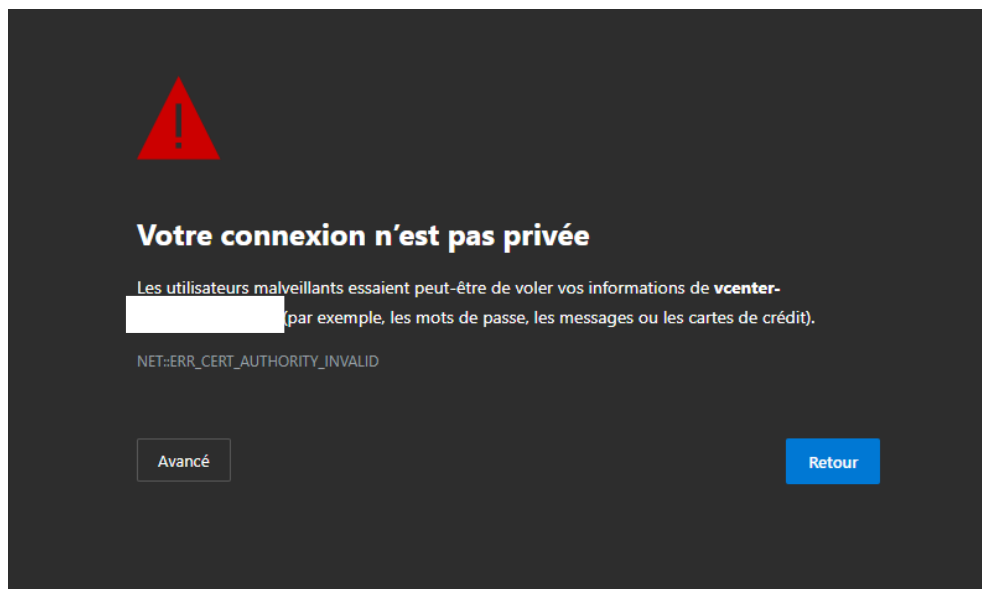 Votre connexion n’est pas privée
Les utilisateurs malveillants essaient peut-être de voler vos informations de vcenter-
(par exemple, les mots de passe, les messages ou les cartes de crédit).
NET::ERR_CERT_AUTHORITY_INVALID
Avancé
Retour